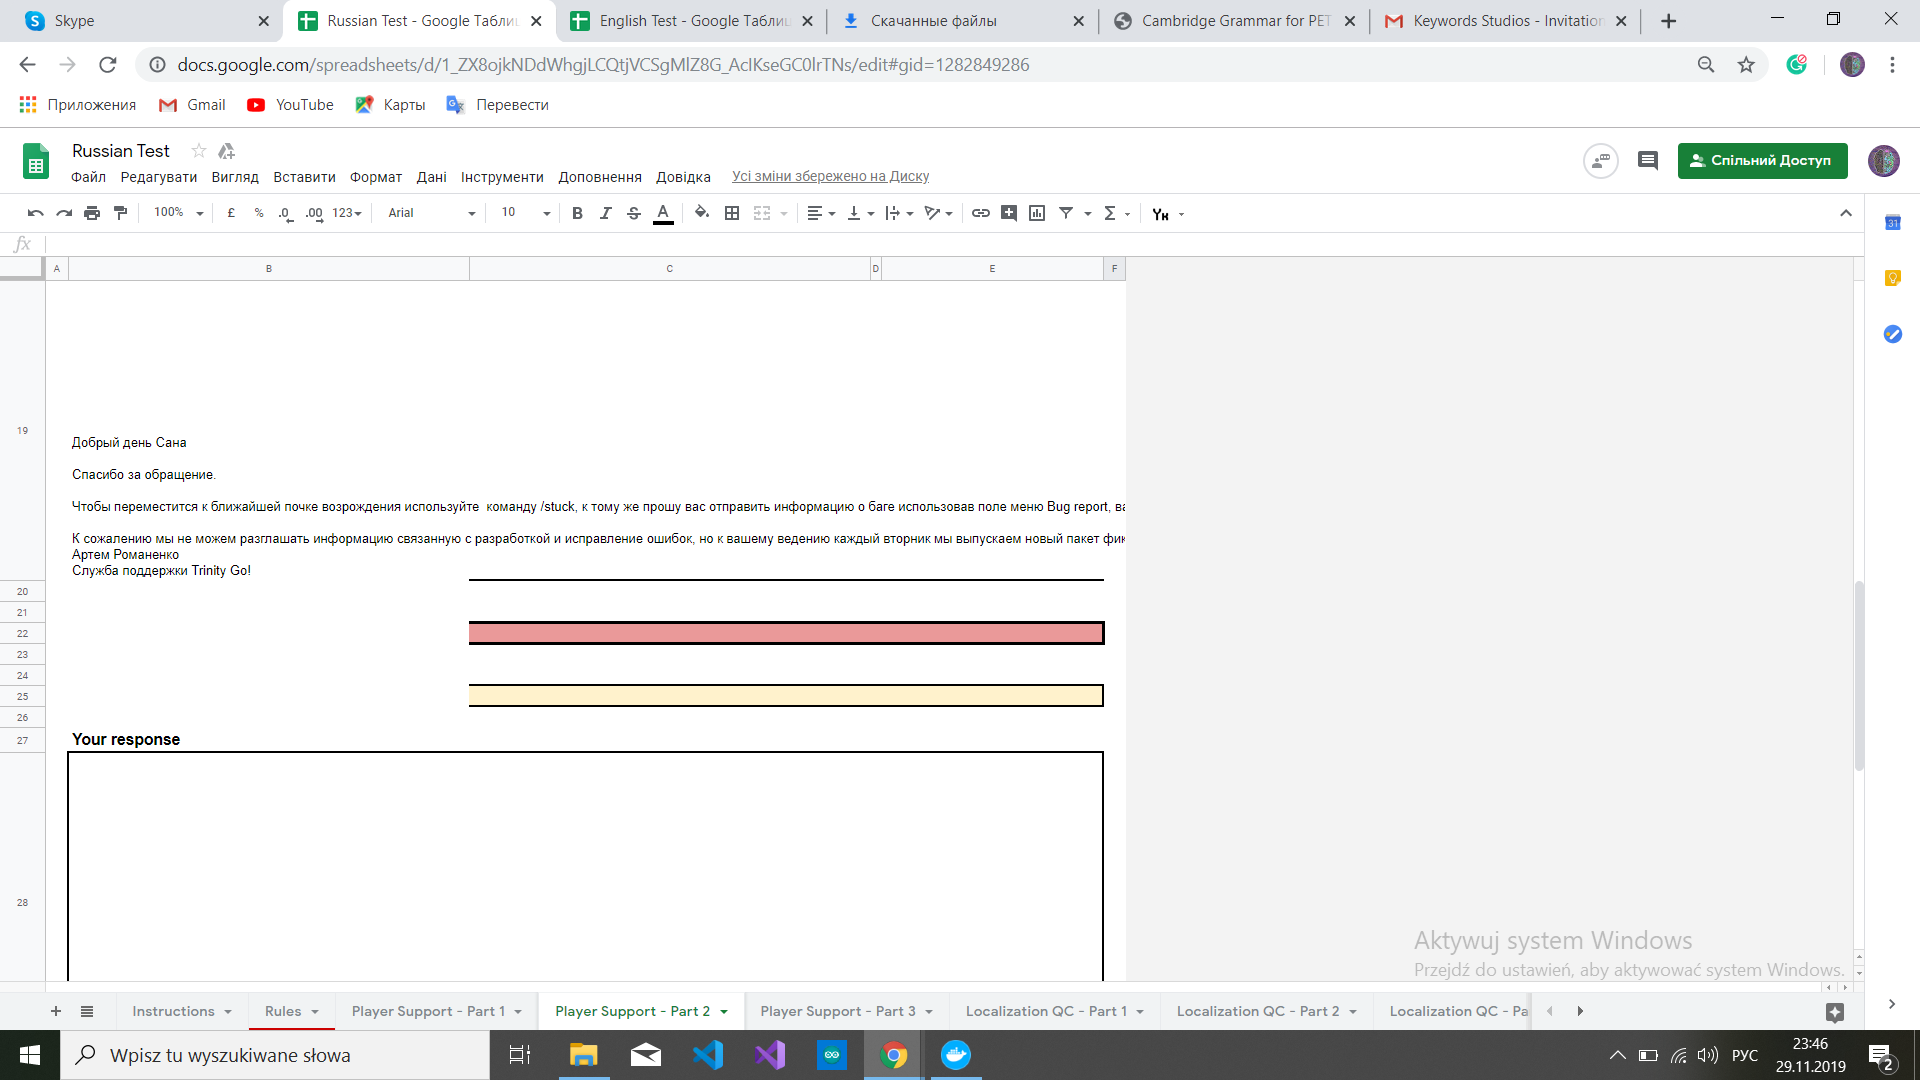 Skype
Russian Test - Google Таблиц
English Test - Google Таблиц
Скачанные файлы
Cambridge Grammar for PET
Keywords Studios - Invitation
docs.google.com/spreadsheets/d/1_ZX8ojkNDdWhgjLCQtjVCSgMlZ8G_AcIKseGC0lrTNs/edit#gid=1282849286
Приложения
Gmail
YouTube
Карты
Перевести
Russian Test
Файл Редагувати Вигляд Вставити Формат Дані Інструменти Доповнення Довідка Усі зміни збережено на Диску
Спільний Доступ
100% £ % .0 .00 123 Arial 10 B I S A Σ Ун
fx
A B C D E F
31
19
Добрый день Сана
Спасибо за обращение.
Чтобы переместится к ближайшей почке возрождения используйте команду /stuck, к тому же прошу вас отправить информацию о баге использовав поле меню Bug report, ва
К сожалению мы не можем разглашать информацию связанную с разработкой и исправление ошибок, но к вашему ведению каждый вторник мы выпускаем новый пакет фик
Артем Романенко
Служба поддержки Trinity Go!
20
21
22
23
24
25
26
27
Your response
28
Aktywuj system Windows
Przejdź do ustawień, aby aktywować system Windows.
Instructions
Rules
Player Support - Part 1
Player Support - Part 2
Player Support - Part 3
Localization QC - Part 1
Localization QC - Part 2
Localization QC - Pa
Wpisz tu wyszukiwane słowa
РУС
23:46
29.11.2019
2